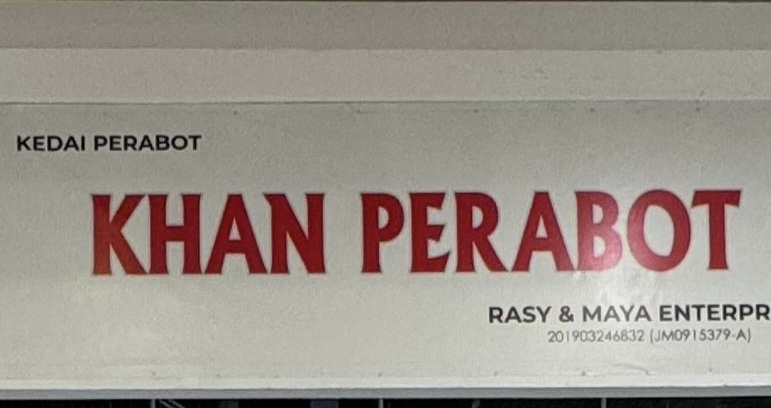 KEDAI PERABOT
KHAN PERABOT
RASY & MAYA ENTERPR
201903246832 (JM0915379-A)